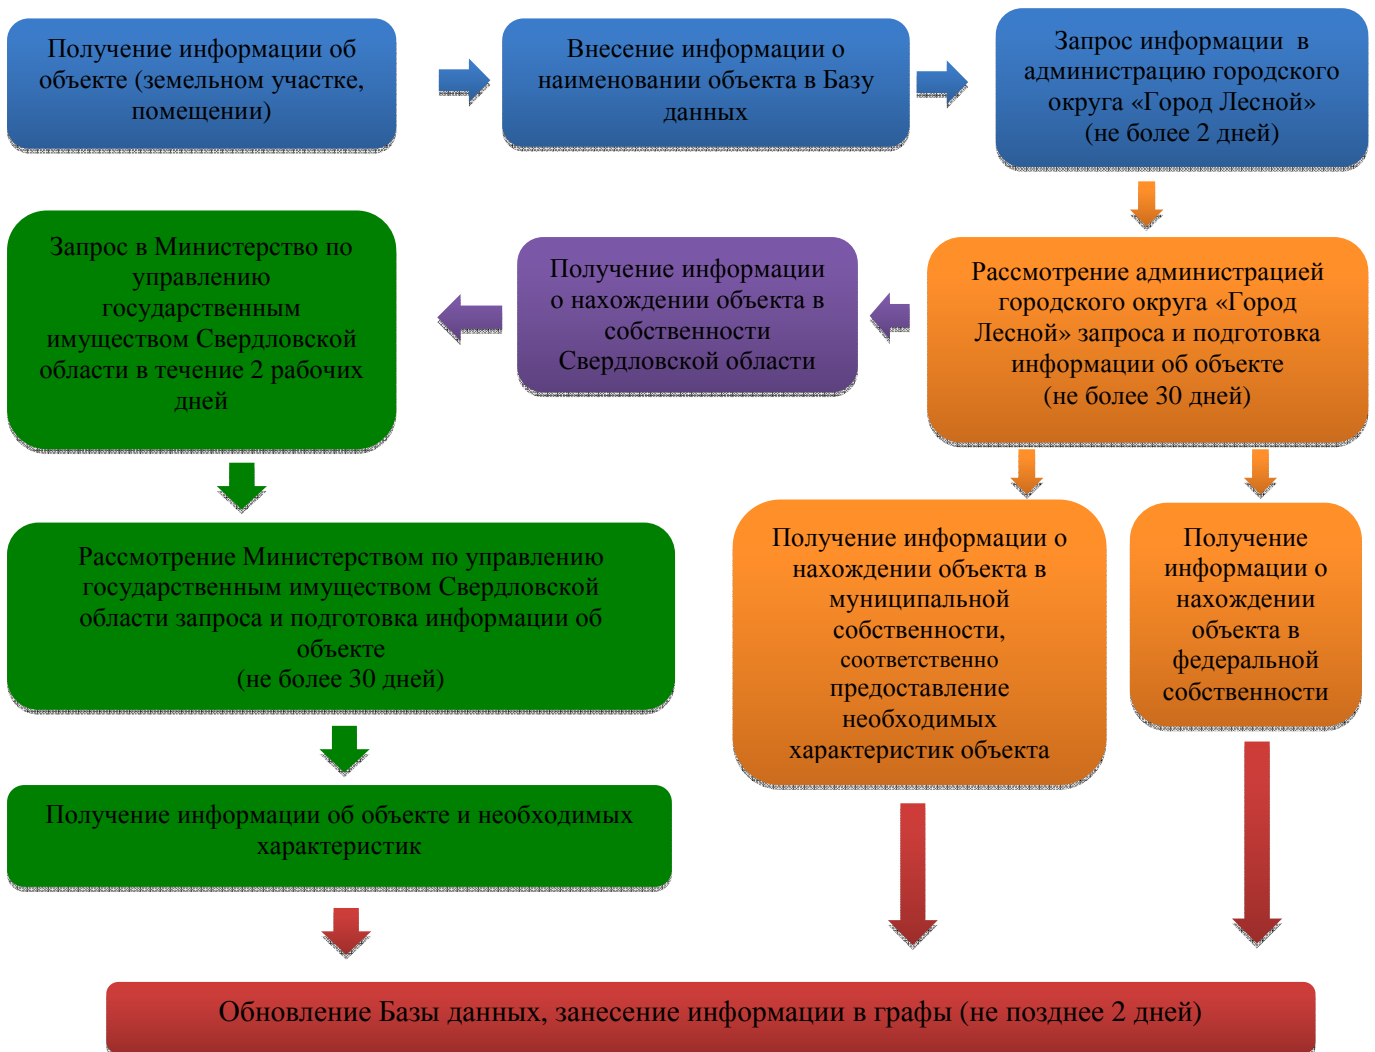 Получение информации об
объекте (земельном участке,
помещении)
Внесение информации о
наименовании объекта в Базу
данных
Запрос информации  в
администрацию городского
округа «Город Лесной»
(не более 2 дней)
Рассмотрение администрацией
городского округа «Город
Лесной» запроса и подготовка
информации об объекте
(не более 30 дней)
Получение информации
о нахождении объекта в
собственности
Свердловской области
Запрос в Министерство по
управлению
государственным
имуществом Свердловской
области в течение 2 рабочих
дней
Рассмотрение Министерством по управлению
государственным имуществом Свердловской
области запроса и подготовка информации об
объекте
(не более 30 дней)
Получение информации о
нахождении объекта в
муниципальной
собственности,
соответственно
предоставление
необходимых
характеристик объекта
Получение
информации о
нахождении
объекта в
федеральной
собственности
Получение информации об объекте и необходимых
характеристик
Обновление Базы данных, занесение информации в графы (не позднее 2 дней)